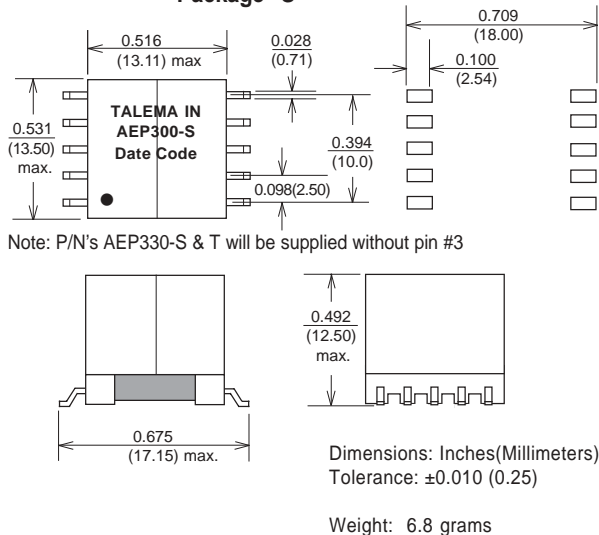 0.516
(13.11) max
0.028
(0.71)
0.709
(18.00)
0.100
(2.54)
0.531
(13.50)
max.
TALEMA IN
AEP300-S
Date Code
0.394
(10.0)
0.098(2.50)
Note: P/N's AEP330-S & T will be supplied without pin #3
0.492
(12.50)
max.
0.675
(17.15) max.
Dimensions: Inches(Millimeters)
Tolerance: ±0.010 (0.25)
Weight: 6.8 grams